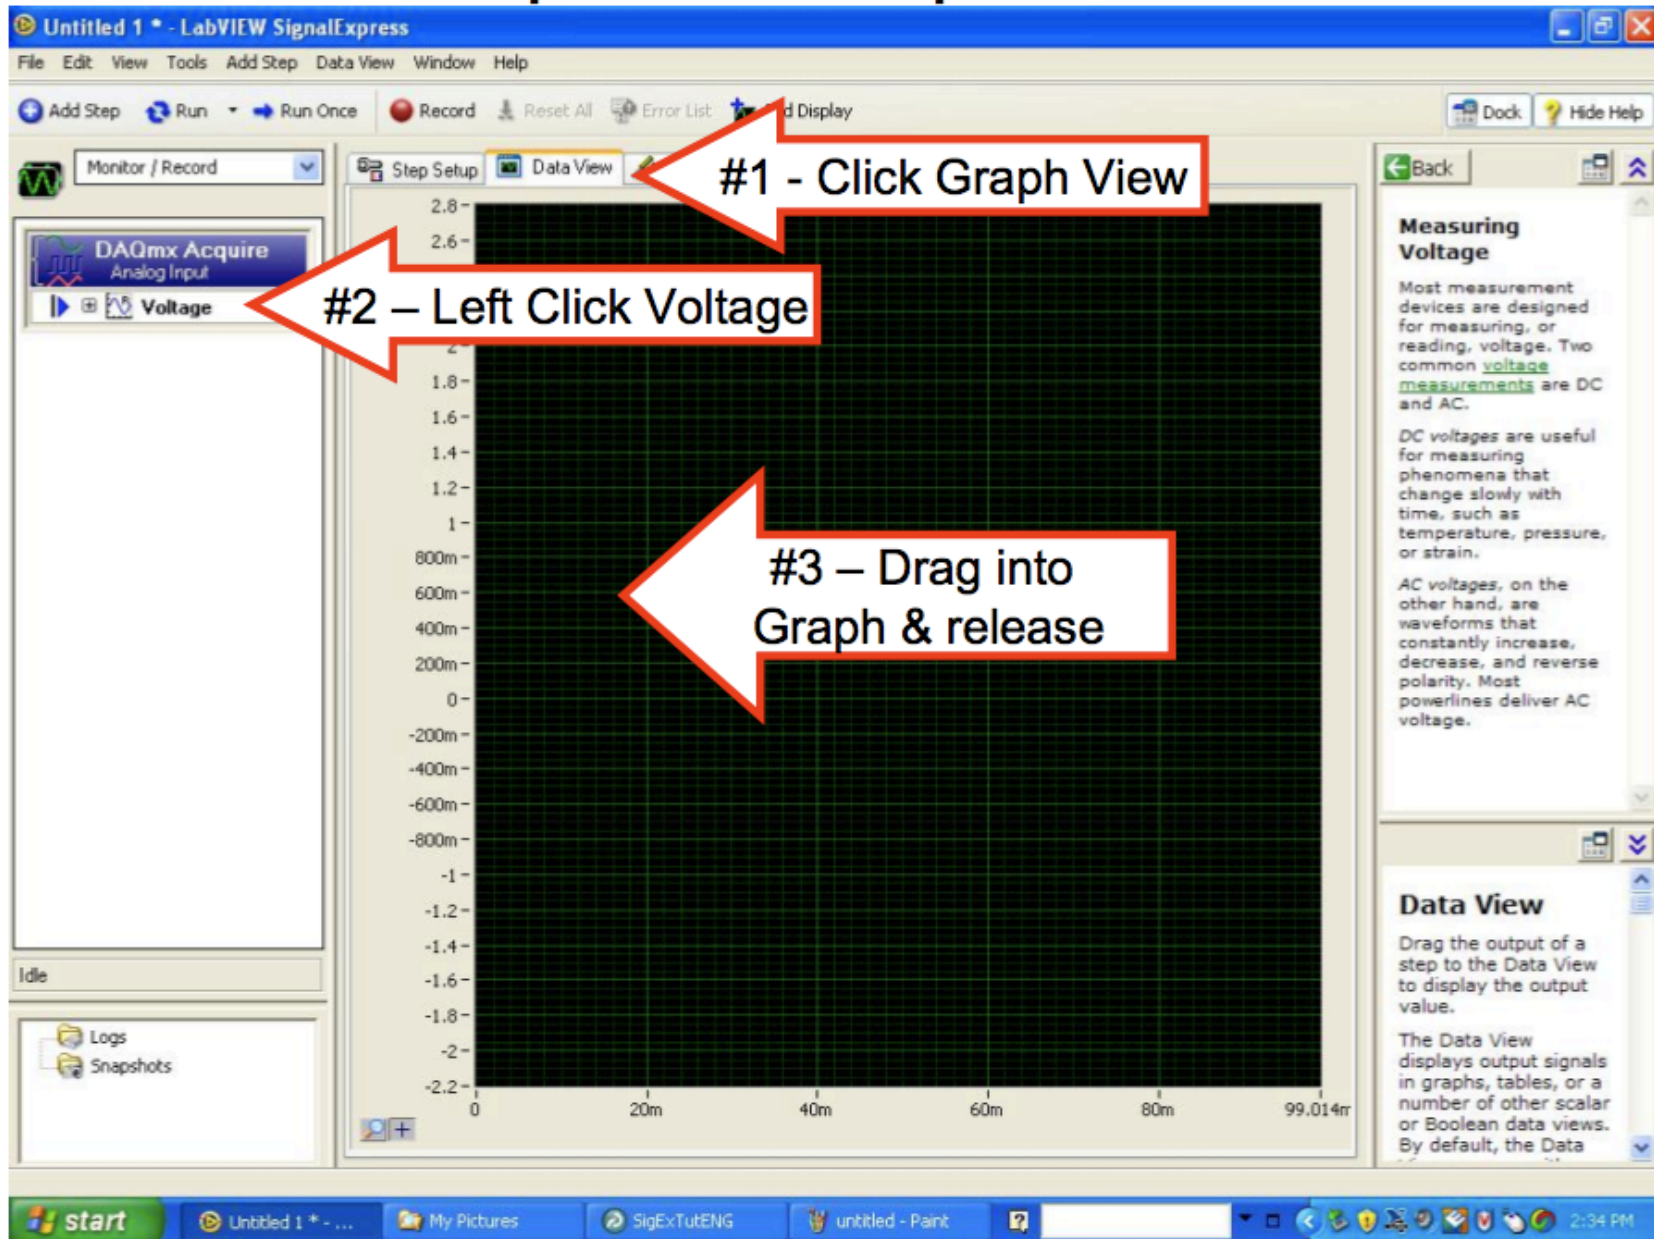 Untitled 1 * - LabVIEW SignalExpress
File Edit View Tools Add Step Data View Window Help
Add Step Run Run Once Record Reset All Error List Display
Dock Hide Help
Monitor / Record
Step Setup Data View
#1 - Click Graph View
Back
DAQmx Acquire
Analog Input
Voltage
#2 – Left Click Voltage
#3 – Drag into
Graph & release
2.8
2.6
2
1.8
1.6
1.4
1.2
1
800m
600m
400m
200m
0
-200m
-400m
-600m
-800m
-1
-1.2
-1.4
-1.6
-1.8
-2
-2.2
0 20m 40m 60m 80m 99.014m
Idle
Logs
Snapshots
Measuring
Voltage
Most measurement
devices are designed
for measuring, or
reading, voltage. Two
common voltage
measurements are DC
and AC.
DC voltages are useful
for measuring
phenomena that
change slowly with
time, such as
temperature, pressure,
or strain.
AC voltages, on the
other hand, are
waveforms that
constantly increase,
decrease, and reverse
polarity. Most
powerlines deliver AC
voltage.
Data View
Drag the output of a
step to the Data View
to display the output
value.
The Data View
displays output signals
in graphs, tables, or a
number of other scalar
or Boolean data views.
By default, the Data
start Untitled 1 * - ... My Pictures SigExTutENG untitled - Paint 2:34 PM